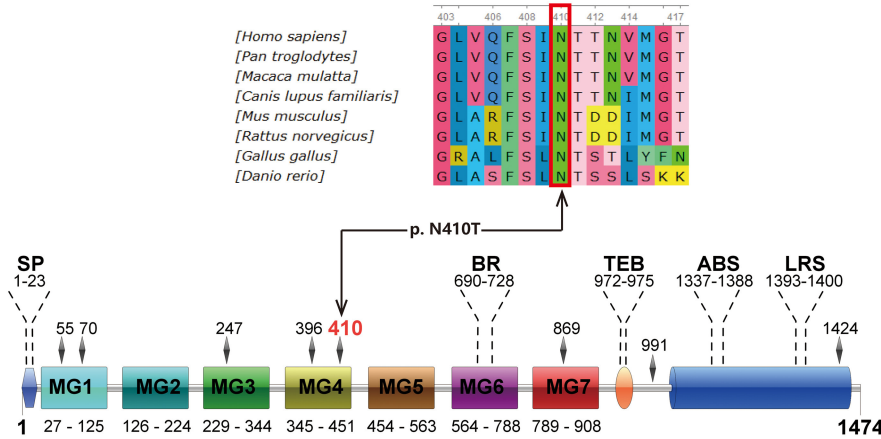 403 406 408 410 412 414 417
[Homo sapiens] G L V Q F S I N T T N V M G T
[Pan troglodytes] G L V Q F S I N T T N V M G T
[Macaca mulatta] G L V Q F S I N T T N V M G T
[Canis lupus familiaris] G L V Q F S I N T T N I M G T
[Mus musculus] G L A R F S I N T D D I M G T
[Rattus norvegicus] G L A R F S I N T D D I M G T
[Gallus gallus] G R A L F S L N T S T L Y F N
[Danio rerio] G L A S F S L N T S S L S K K
p. N410T
SP BR TEB ABS LRS
1-23 690-728 972-975 1337-1388 1393-1400
55 70 247 396 410 869 991 1424
MG1 MG2 MG3 MG4 MG5 MG6 MG7
1 27 - 125 126 - 224 229 - 344 345 - 451 454 - 563 564 - 788 789 - 908 1474